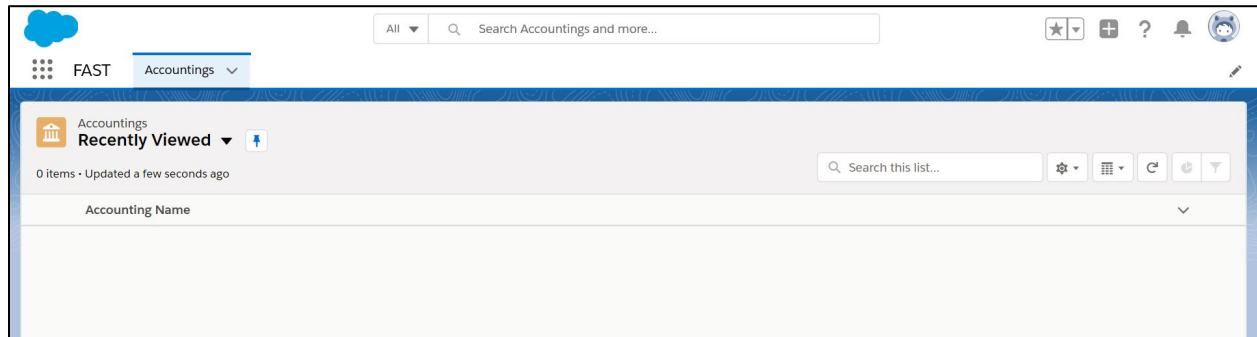 All Search Accountings and more...
FAST Accountings
Accountings
Recently Viewed
0 items • Updated a few seconds ago
Search this list...
Accounting Name